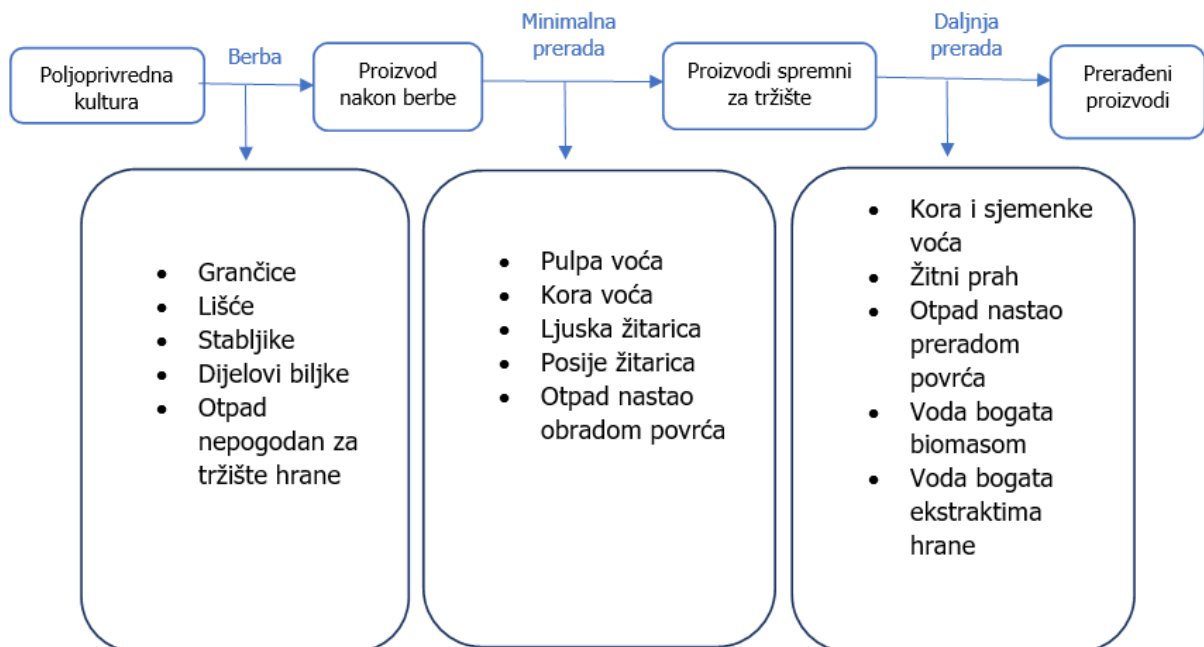 Poljoprivredna
kultura
Berba
Proizvod
nakon berbe
Minimalna
prerada
Proizvodi spremni
za tržište
Daljnja
prerada
Prerađeni
proizvodi
• Grančice
• Lišće
• Stabljike
• Dijelovi biljke
• Otpad
nepogodan za
tržište hrane
• Pulpa voća
• Kora voća
• Ljuska žitarica
• Posije žitarica
• Otpad nastao
obradom povrća
• Kora i sjemenke
voća
• Žitni prah
• Otpad nastao
preradom
povrća
• Voda bogata
biomasom
• Voda bogata
ekstraktima
hrane